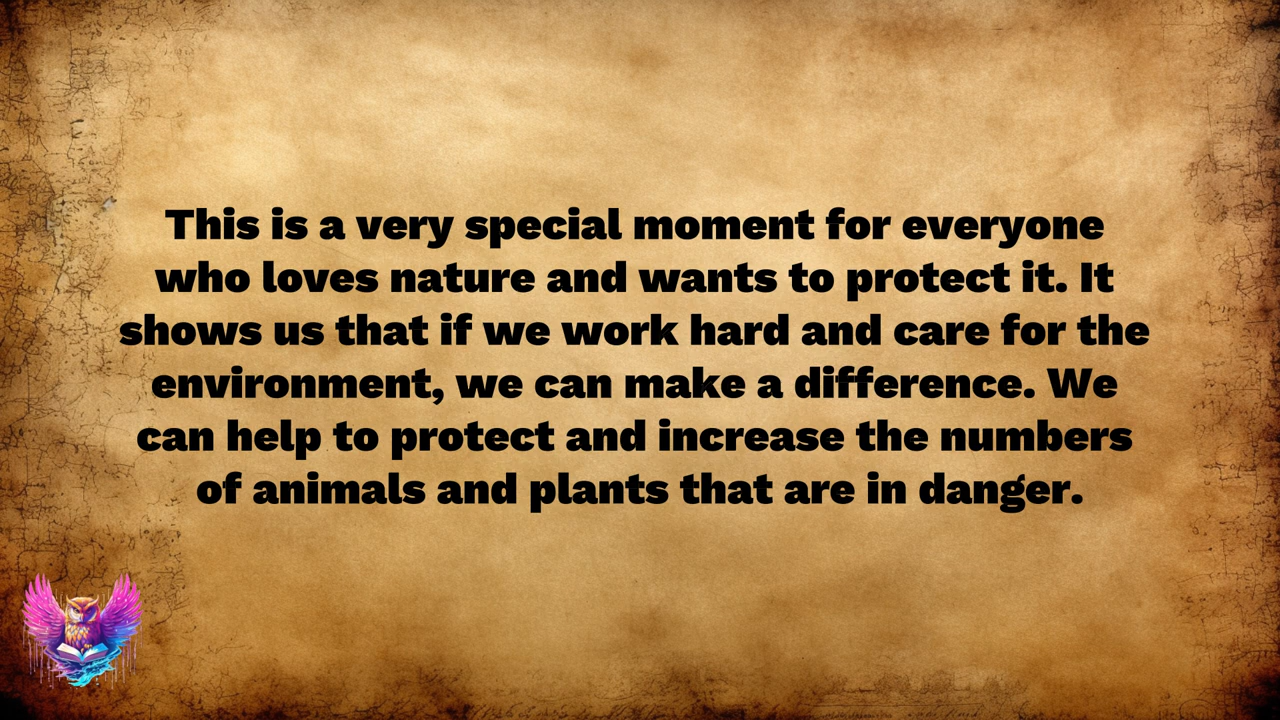 This is a very special moment for everyone
who loves nature and wants to protect it. It
shows us that if we work hard and care for the
environment, we can make a difference. We
can help to protect and increase the numbers
of animals and plants that are in danger.